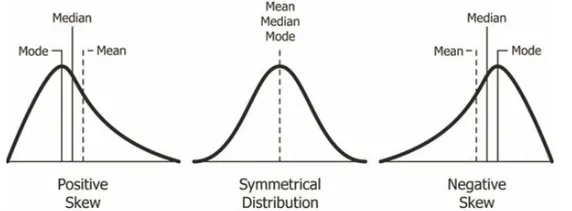 Median
Mode
Mean
Positive
Skew
Mean
Median
Mode
Symmetrical
Distribution
Median
Mean
Mode
Negative
Skew